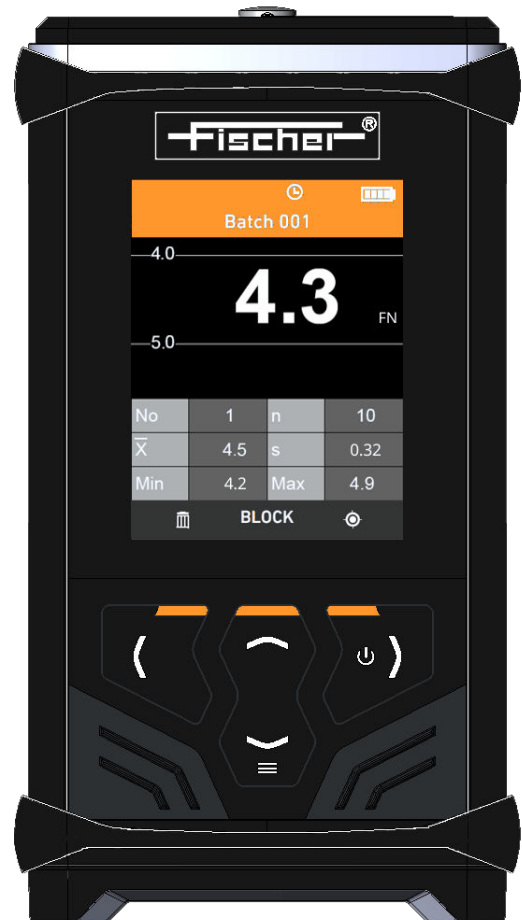 Fischer®
Batch 001
4.0
4.3 FN
5.0
No 1 n 10
X̅ 4.5 s 0.32
Min 4.2 Max 4.9
BLOCK